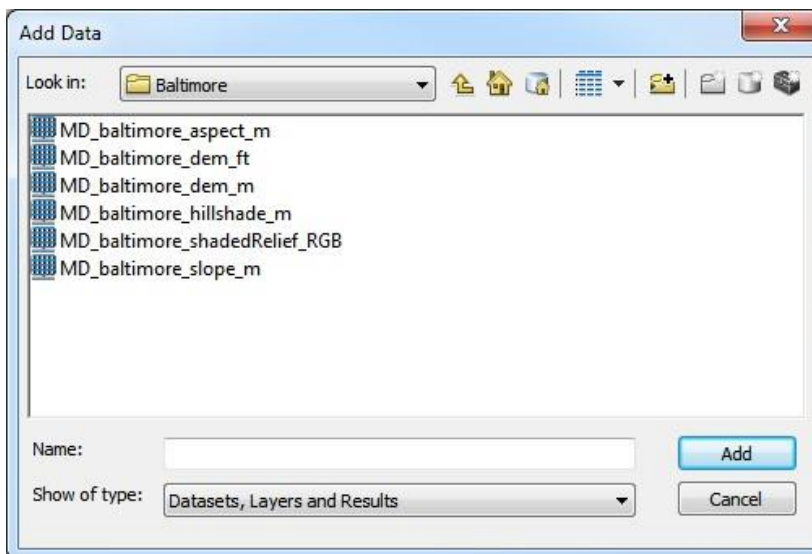 Add Data
Look in: Baltimore
MD_baltimore_aspect_m
MD_baltimore_dem_ft
MD_baltimore_dem_m
MD_baltimore_hillshade_m
MD_baltimore_shadedRelief_RGB
MD_baltimore_slope_m
Name: Add
Show of type: Datasets, Layers and Results Cancel